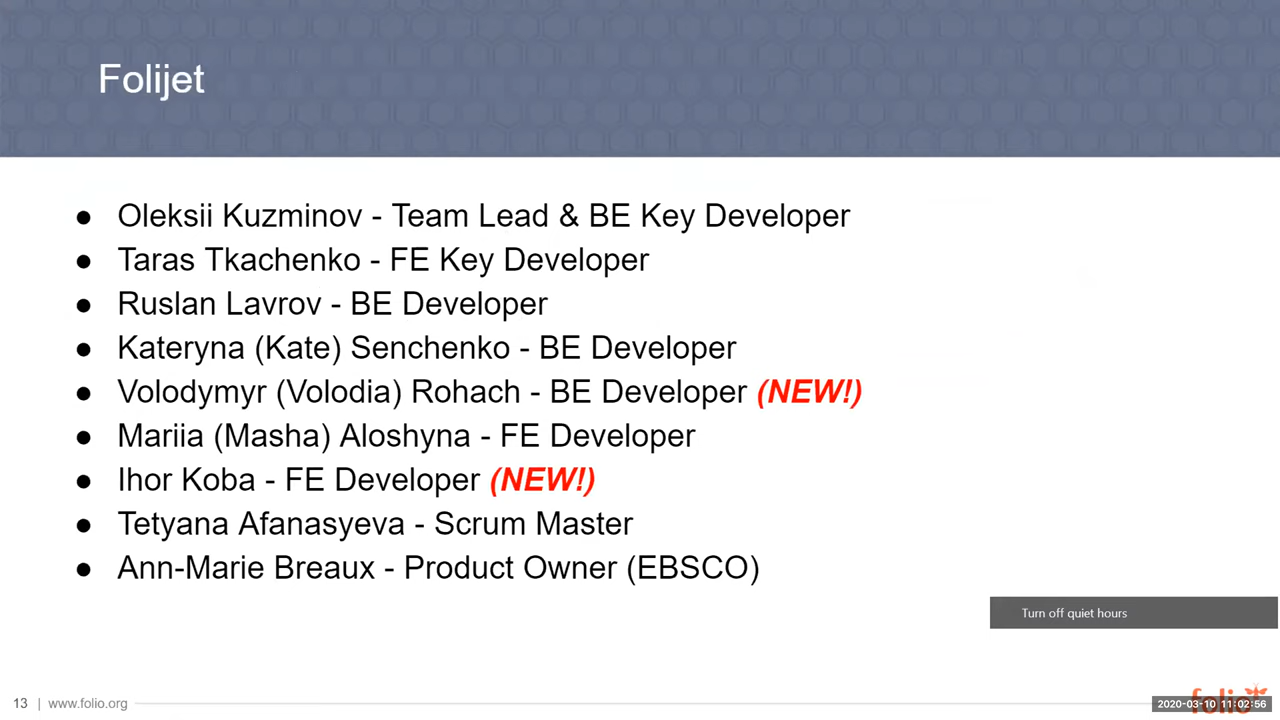 Folijet
● Oleksii Kuzminov - Team Lead & BE Key Developer
● Taras Tkachenko - FE Key Developer
● Ruslan Lavrov - BE Developer
● Kateryna (Kate) Senchenko - BE Developer
● Volodymyr (Volodia) Rohach - BE Developer (NEW!)
● Mariia (Masha) Aloshyna - FE Developer
● Ihor Koba - FE Developer (NEW!)
● Tetyana Afanasyeva - Scrum Master
● Ann-Marie Breaux - Product Owner (EBSCO)
Turn off quiet hours
13 | www.folio.org
folio
2020-03-10 11:02:56